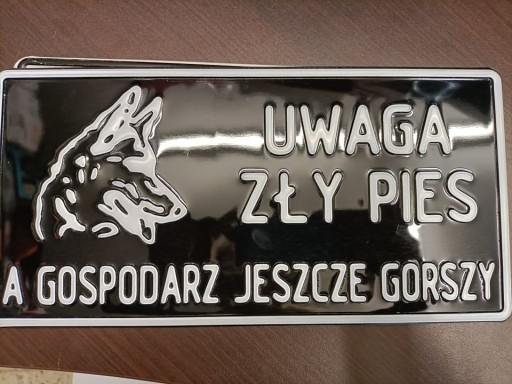 UWAGA
ZŁY PIES
A GOSPODARZ JESZCZE GORSZY